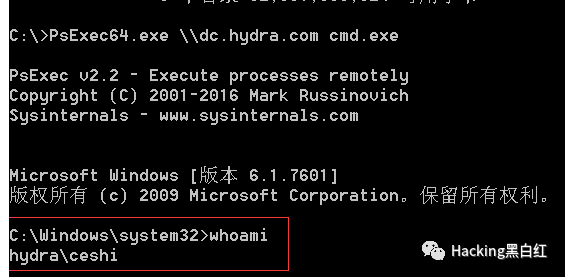 C:\>PsExec64.exe \\dc.hydra.com cmd.exe
PsExec v2.2 - Execute processes remotely
Copyright (C) 2001-2016 Mark Russinovich
Sysinternals - www.sysinternals.com
Microsoft Windows [版本 6.1.7601]
版权所有 (c) 2009 Microsoft Corporation。保留所有权利。
C:\Windows\system32>whoami
hydra\ceshi
Hacking黑白红